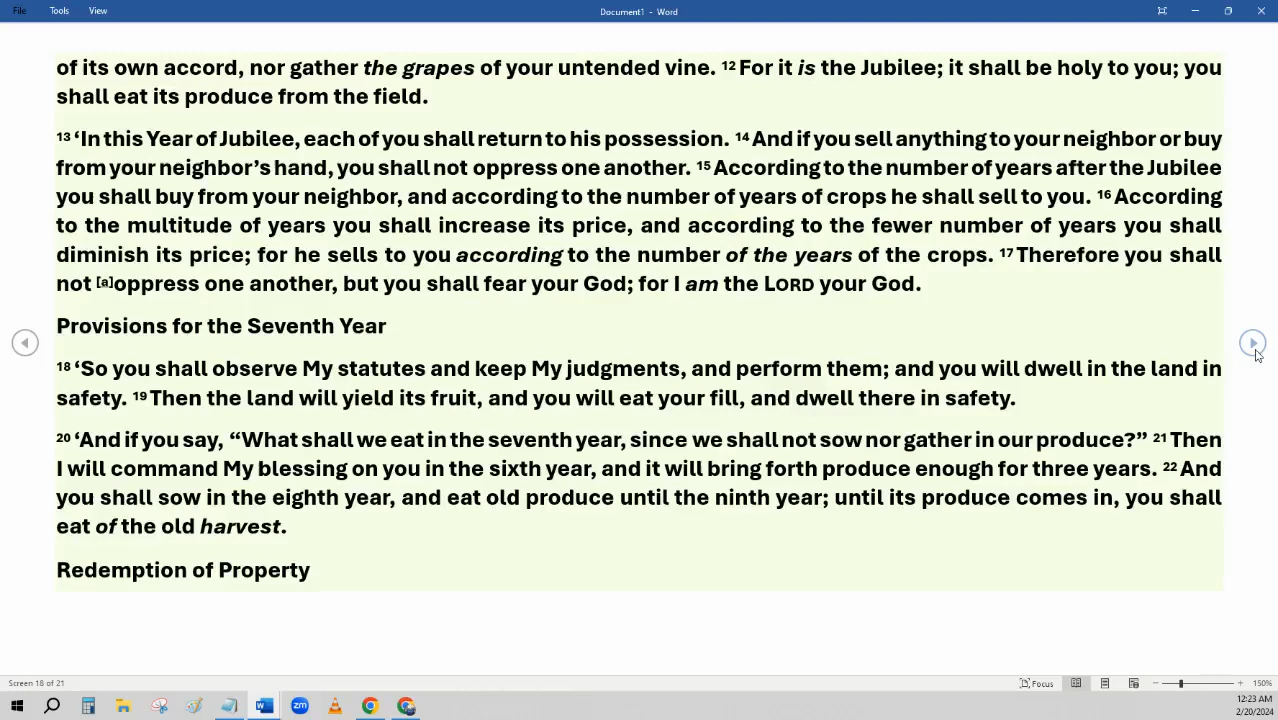 File Tools View Document1 - Word
of its own accord, nor gather the grapes of your untended vine. 12 For it is the Jubilee; it shall be holy to you; you
shall eat its produce from the field.
13 ‘In this Year of Jubilee, each of you shall return to his possession. 14 And if you sell anything to your neighbor or buy
from your neighbor’s hand, you shall not oppress one another. 15 According to the number of years after the Jubilee
you shall buy from your neighbor, and according to the number of years of crops he shall sell to you. 16 According
to the multitude of years you shall increase its price, and according to the fewer number of years you shall
diminish its price; for he sells to you according to the number of the years of the crops. 17 Therefore you shall
not [a]oppress one another, but you shall fear your God; for I am the LORD your God.
Provisions for the Seventh Year
18 ‘So you shall observe My statutes and keep My judgments, and perform them; and you will dwell in the land in
safety. 19 Then the land will yield its fruit, and you will eat your fill, and dwell there in safety.
20 ‘And if you say, “What shall we eat in the seventh year, since we shall not sow nor gather in our produce?” 21 Then
I will command My blessing on you in the sixth year, and it will bring forth produce enough for three years. 22 And
you shall sow in the eighth year, and eat old produce until the ninth year; until its produce comes in, you shall
eat of the old harvest.
Redemption of Property
Screen 18 of 21 Focus 150%
zm 12:23 AM
2/20/2024